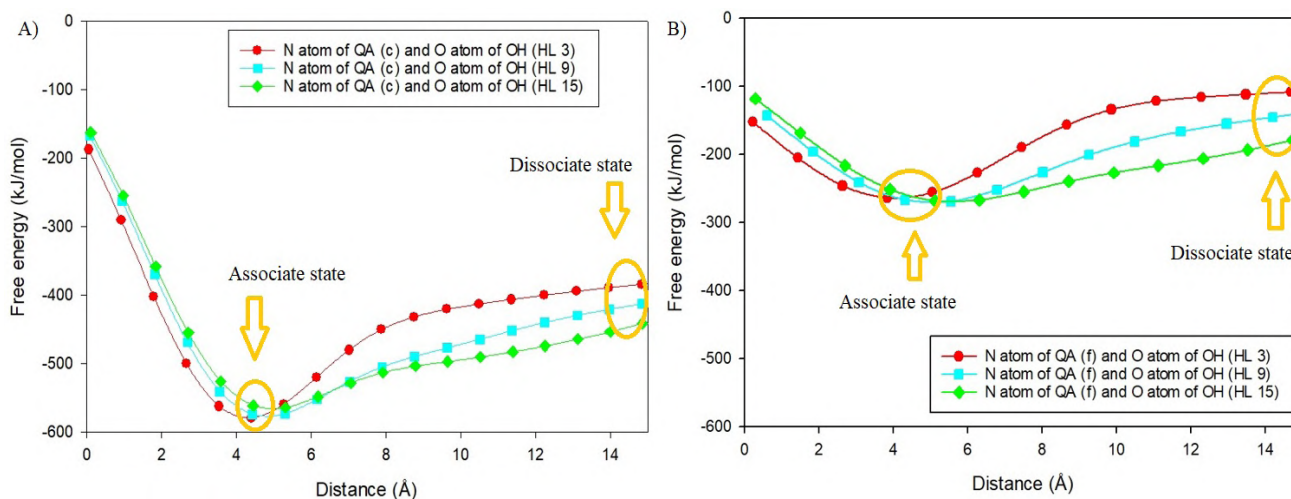 A)
N atom of QA (c) and O atom of OH (HL 3)
N atom of QA (c) and O atom of OH (HL 9)
N atom of QA (c) and O atom of OH (HL 15)
Dissociate state
Associate state
Free energy (kJ/mol)
-0
-200
-300
-400
-500
-600
0 2 4 6 8 10 12 14
Distance (Å)
B)
Dissociate state
Associate state
N atom of QA (f) and O atom of OH (HL 3)
N atom of QA (f) and O atom of OH (HL 9)
N atom of QA (f) and O atom of OH (HL 15)
Free energy (kJ/mol)
-0
-100
-200
-300
-400
-500
-600
0 2 4 6 8 10 12 14
Distance (Å)